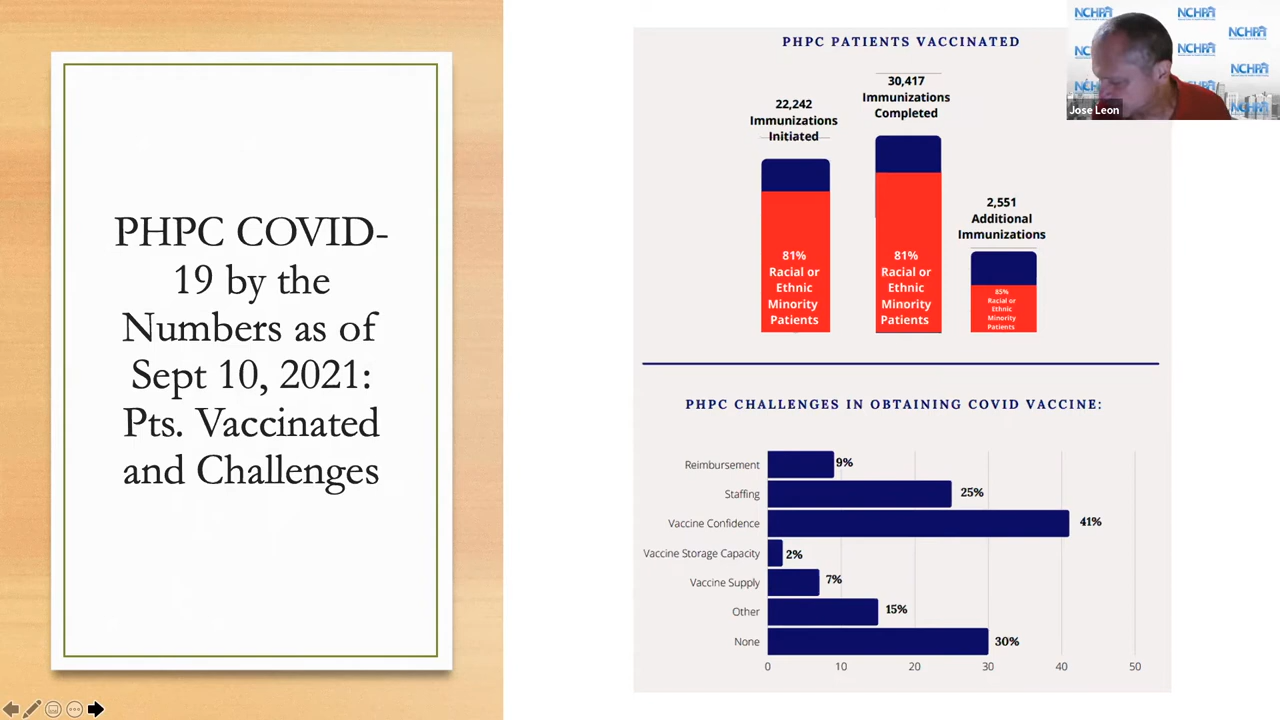 PHPC COVID-
19 by the
Numbers as of
Sept 10, 2021:
Pts. Vaccinated
and Challenges
PHPC PATIENTS VACCINATED
22,242
Immunizations
Initiated
30,417
Immunizations
Completed
2,551
Additional
Immunizations
81%
Racial or
Ethnic
Minority
Patients
81%
Racial or
Ethnic
Minority
Patients
85%
Racial or
Ethnic
Minority
Patients
PHPC CHALLENGES IN OBTAINING COVID VACCINE:
Reimbursement 9%
Staffing 25%
Vaccine Confidence 41%
Vaccine Storage Capacity 2%
Vaccine Supply 7%
Other 15%
None 30%
0 10 20 30 40 50
NCHPH
NCHPH
NCHPH
NCHPH
NCHPH
Jose Leon